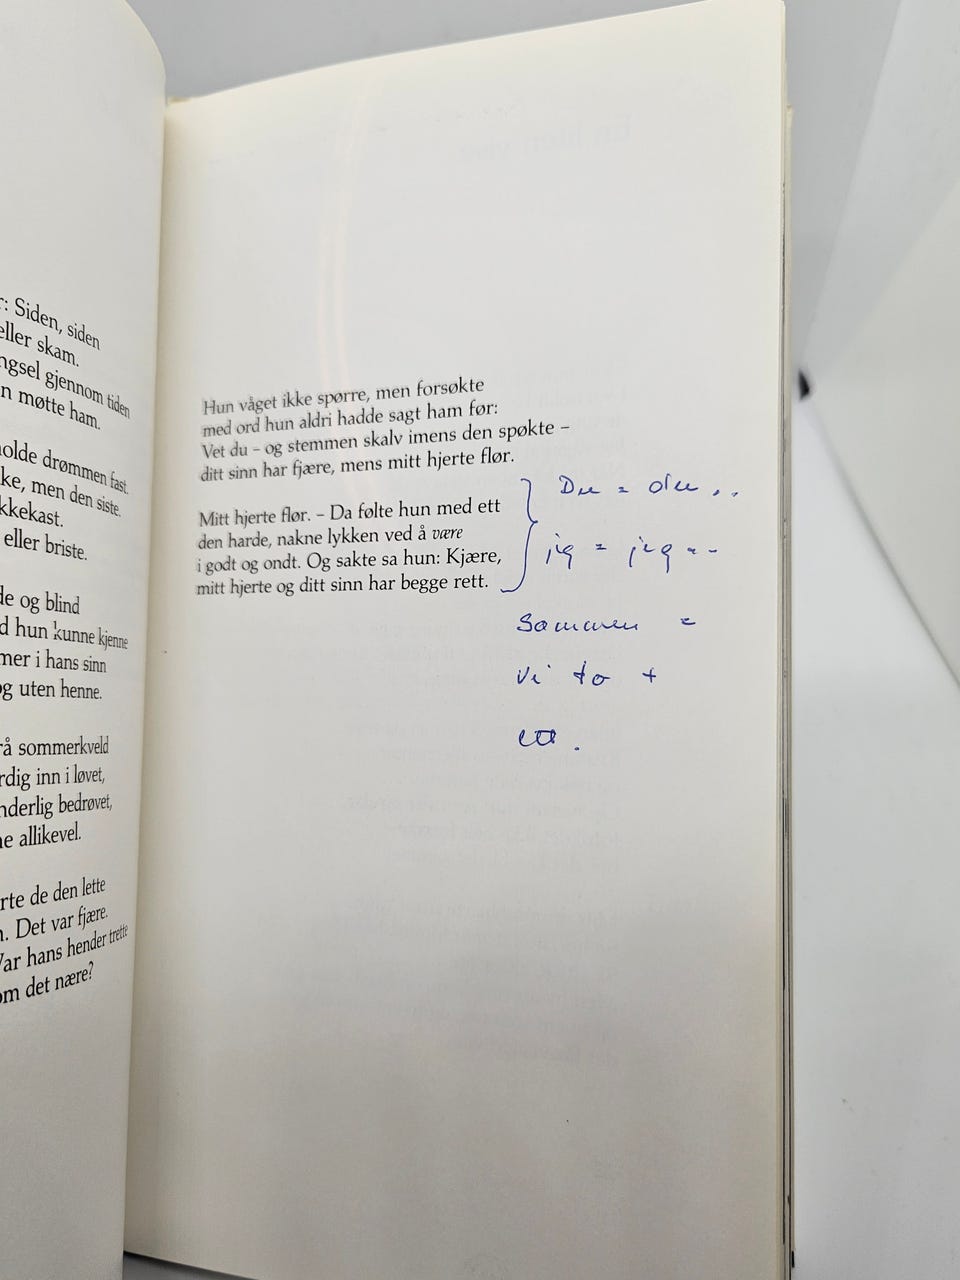 r: Siden, siden
eller skam.
ngsel gjennom tiden
n møtte ham.
olde drømmen fast.
ke, men den siste.
kkekast.
eller briste.
de og blind
d hun kunne kjenne
mer i hans sinn
og uten henne.
rå sommerkveld
rdig inn i løvet,
nderlig bedrøvet,
ne allikevel.
rte de den lette
n. Det var fjære.
Var hans hender trette
om det nære?
Hun våget ikke spørre, men forsøkte
med ord hun aldri hadde sagt ham før:
Vet du – og stemmen skalv imens den spøkte –
ditt sinn har fjære, mens mitt hjerte flør.
Mitt hjerte flør. – Da følte hun med ett
den harde, nakne lykken ved å være
i godt og ondt. Og sakte sa hun: Kjære,
mitt hjerte og ditt sinn har begge rett.
Du = du ..
jeg = jeg --
Sammen =
vi to +